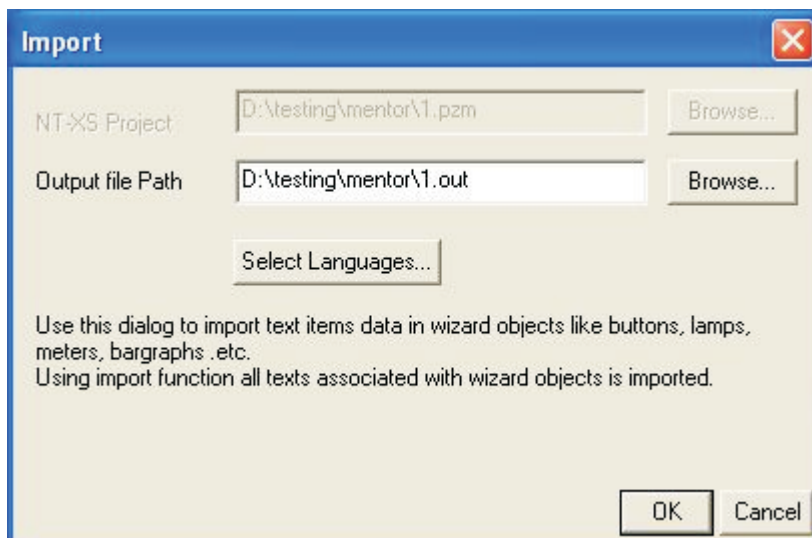 Import
NT-XS Project D:\testing\mentor\1.pzm Browse...
Output file Path D:\testing\mentor\1.out Browse...
Select Languages...
Use this dialog to import text items data in wizard objects like buttons, lamps,
meters, bargraphs .etc.
Using import function all texts associated with wizard objects is imported.
OK Cancel